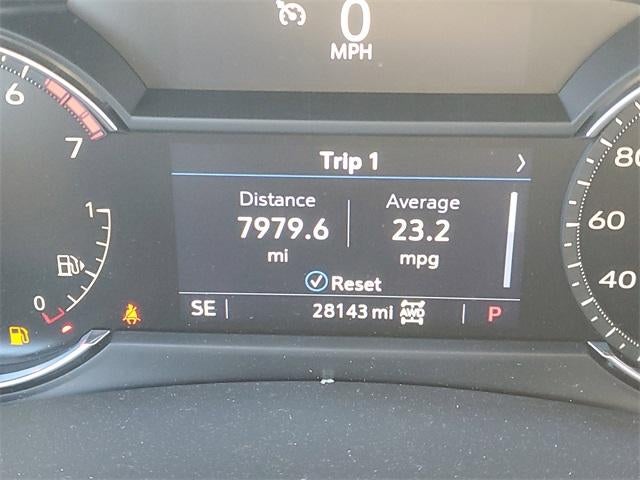 0
MPH
6
7
1
0
Trip 1
Distance
Average
7979.6
23.2
mi
mpg
Reset
SE
28143 mi
AWD
P
80
60
40